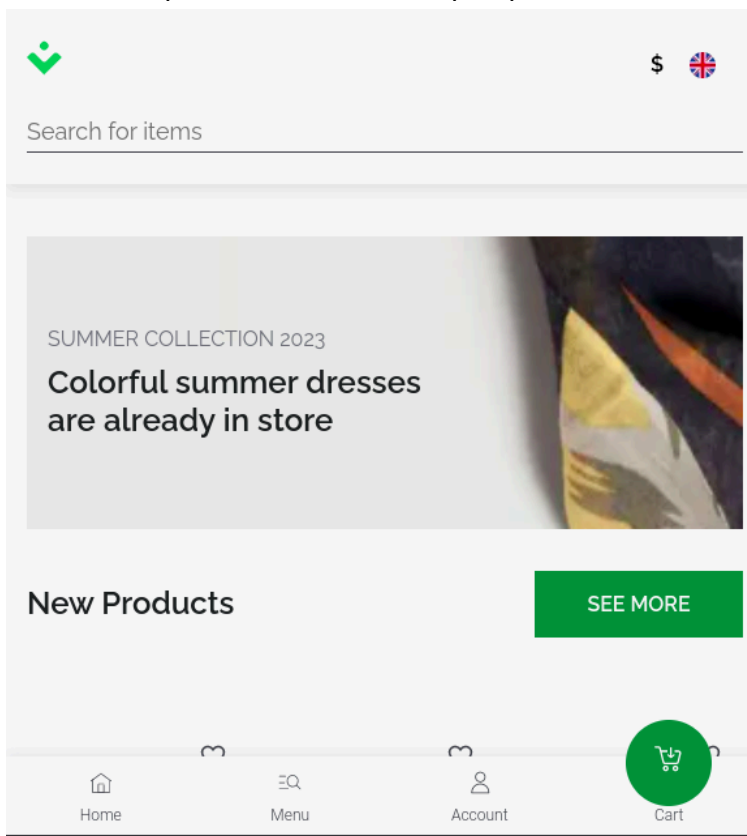 $
Search for items
SUMMER COLLECTION 2023
Colorful summer dresses
are already in store
New Products
SEE MORE
Home
Menu
Account
Cart